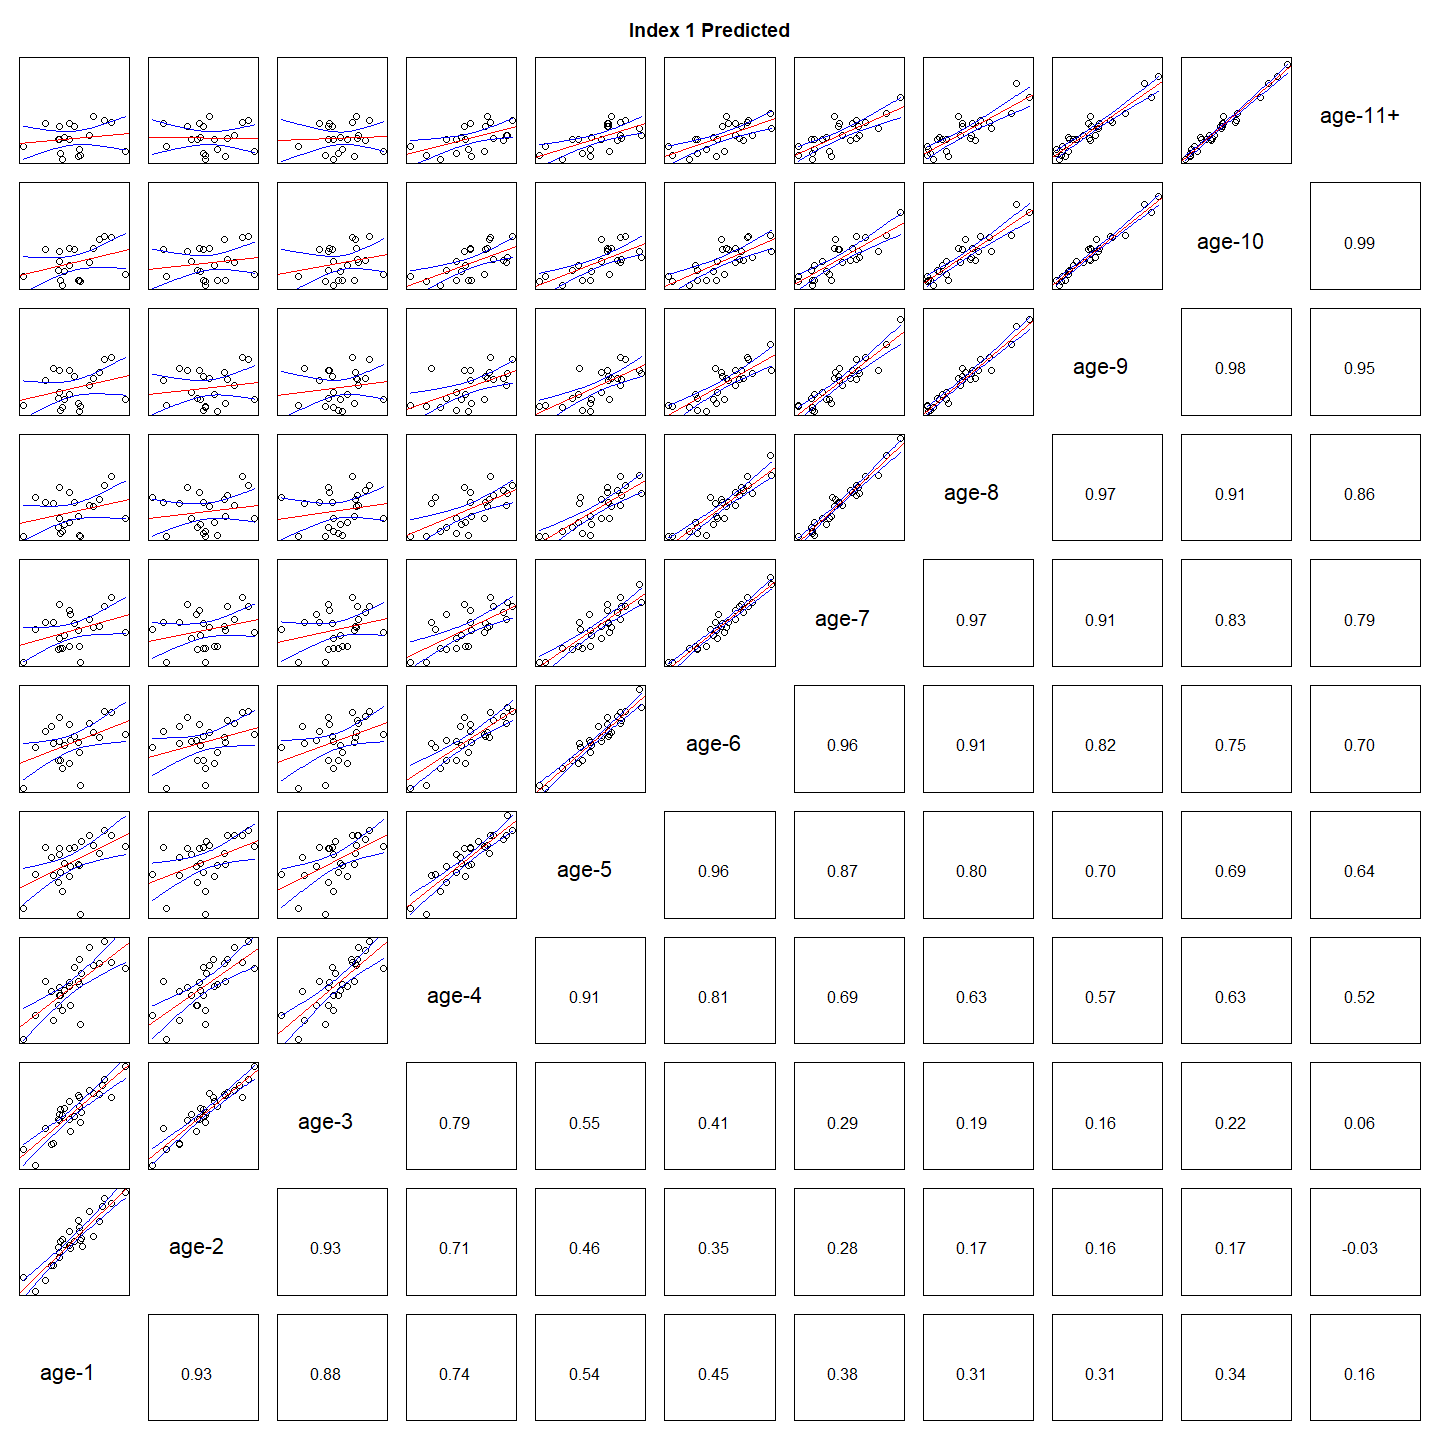 Index 1 Predicted
age-11+
age-10 0.99
age-9 0.98 0.95
age-8 0.97 0.91 0.86
age-7 0.97 0.91 0.83 0.79
age-6 0.96 0.91 0.82 0.75 0.70
age-5 0.96 0.87 0.80 0.70 0.69 0.64
age-4 0.91 0.81 0.69 0.63 0.57 0.63 0.52
age-3 0.79 0.55 0.41 0.29 0.19 0.16 0.22 0.06
age-2 0.93 0.71 0.46 0.35 0.28 0.17 0.16 0.17 -0.03
age-1 0.93 0.88 0.74 0.54 0.45 0.38 0.31 0.31 0.34 0.16